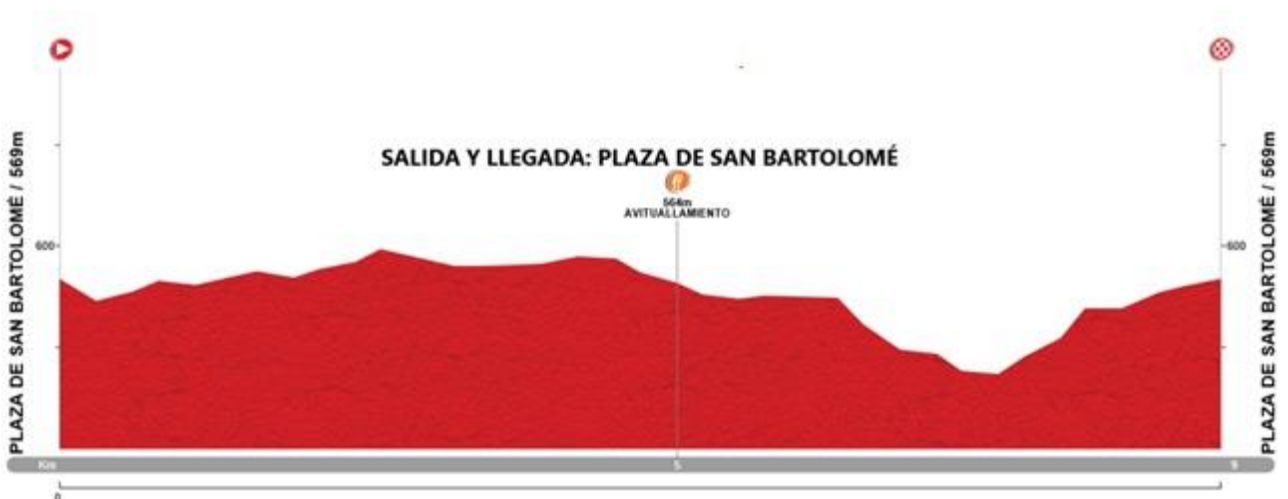 SALIDA Y LLEGADA: PLAZA DE SAN BARTOLOMÉ
564m
AVITUALLAMIENTO
PLAZA DE SAN BARTOLOMÉ / 569m
600
600
PLAZA DE SAN BARTOLOMÉ / 569m
Km
5
9
0